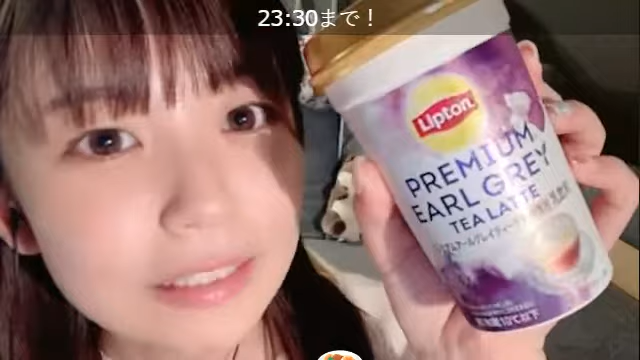 23:30まで！
Lipton
PREMIUM
EARL GREY
TEA LATTE